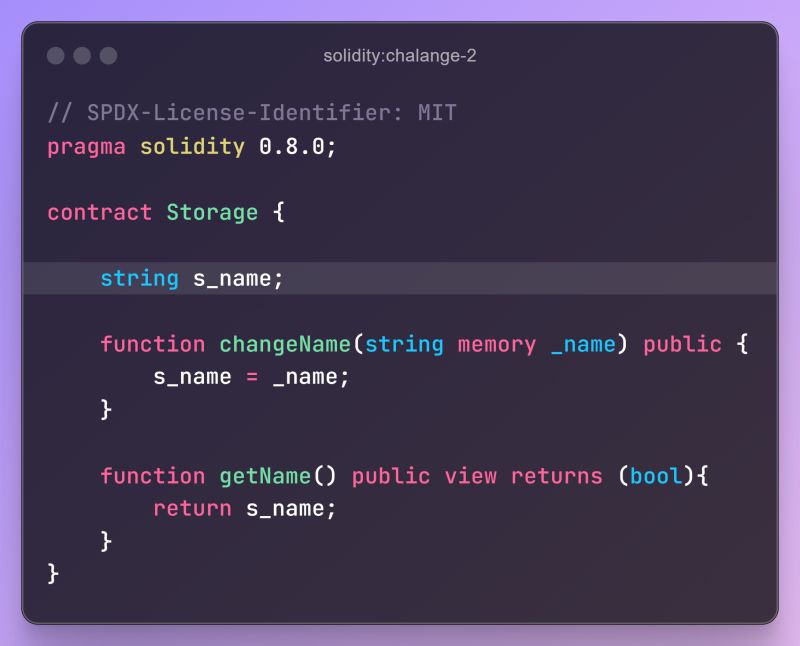 solidity:chalange-2
// SPDX-License-Identifier: MIT
pragma solidity 0.8.0;
contract Storage {
string s_name;
function changeName(string memory _name) public {
s_name = _name;
}
function getName() public view returns (bool){
return s_name;
}
}